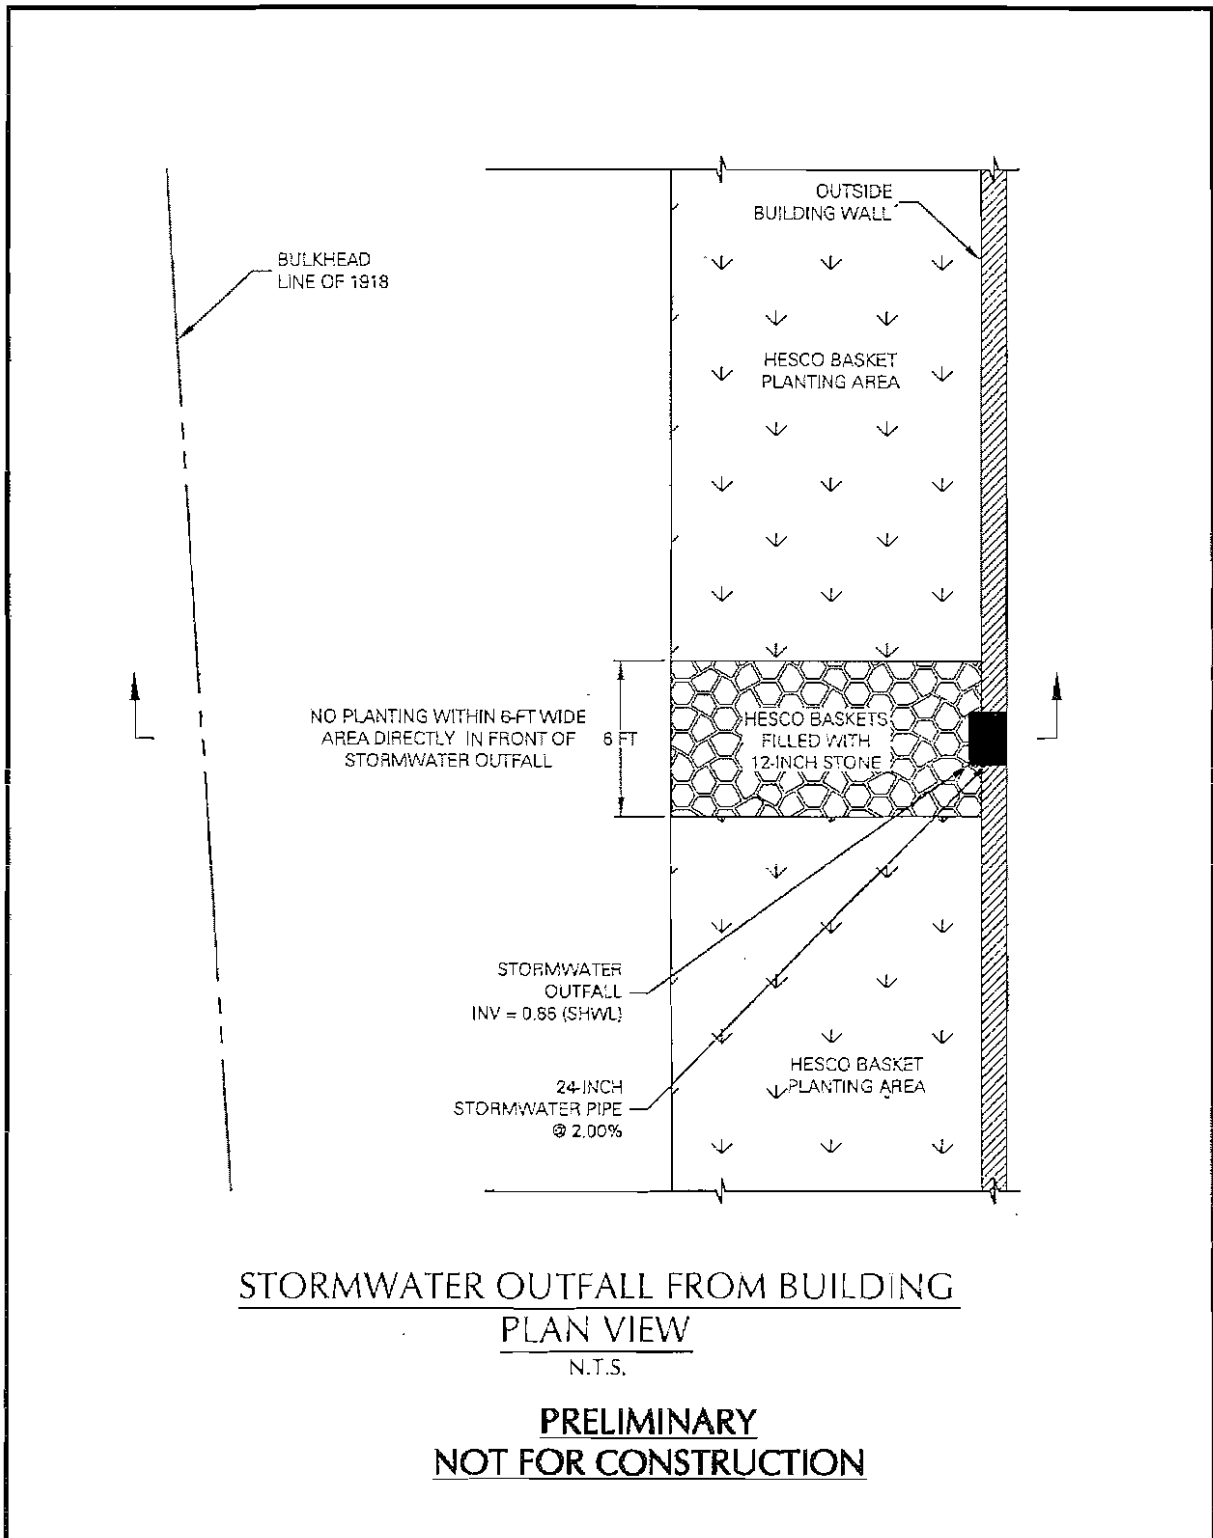 OUTSIDE
BUILDING WALL
BULKHEAD
LINE OF 1918
HESCO BASKET
PLANTING AREA
NO PLANTING WITHIN 6-FT WIDE
AREA DIRECTLY IN FRONT OF
STORMWATER OUTFALL
6 FT
HESCO BASKETS
FILLED WITH
12-INCH STONE
STORMWATER
OUTFALL
INV = 0.86 (SHWL)
24-INCH
STORMWATER PIPE
@ 2.00%
HESCO BASKET
PLANTING AREA
STORMWATER OUTFALL FROM BUILDING
PLAN VIEW
N.T.S.
PRELIMINARY
NOT FOR CONSTRUCTION